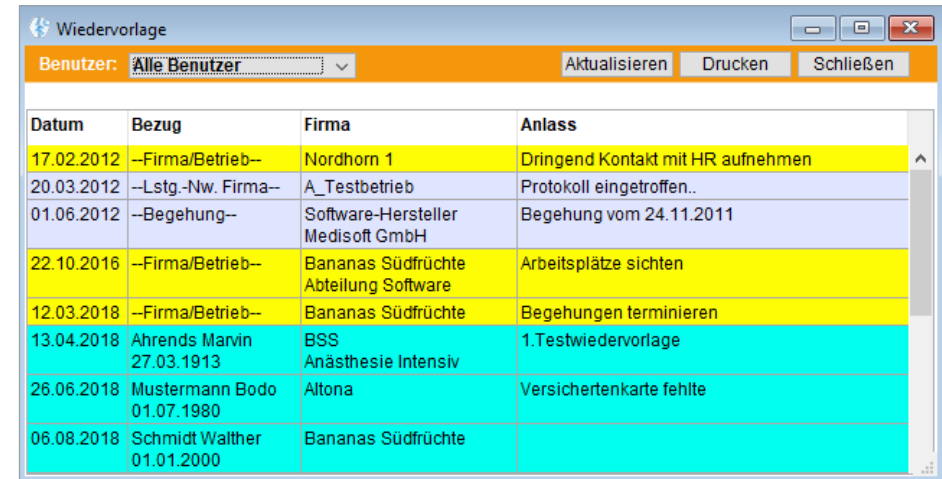 Wiedervorlage
Benutzer: Alle Benutzer Aktualisieren Drucken Schließen
Datum Bezug Firma Anlass
17.02.2012 --Firma/Betrieb-- Nordhorn 1 Dringend Kontakt mit HR aufnehmen
20.03.2012 --Lstg.-Nw. Firma-- A_Testbetrieb Protokoll eingetroffen..
01.06.2012 --Begehung-- Software-Hersteller Begehung vom 24.11.2011
Medisoft GmbH
22.10.2016 --Firma/Betrieb-- Bananas Südfrüchte Arbeitsplätze sichten
Abteilung Software
12.03.2018 --Firma/Betrieb-- Bananas Südfrüchte Begehungen terminieren
13.04.2018 Ahrends Marvin BSS 1.Testwiedervorlage
27.03.1913 Anästhesie Intensiv
26.06.2018 Mustermann Bodo Altona Versichertenkarte fehlte
01.07.1980
06.08.2018 Schmidt Walther Bananas Südfrüchte
01.01.2000